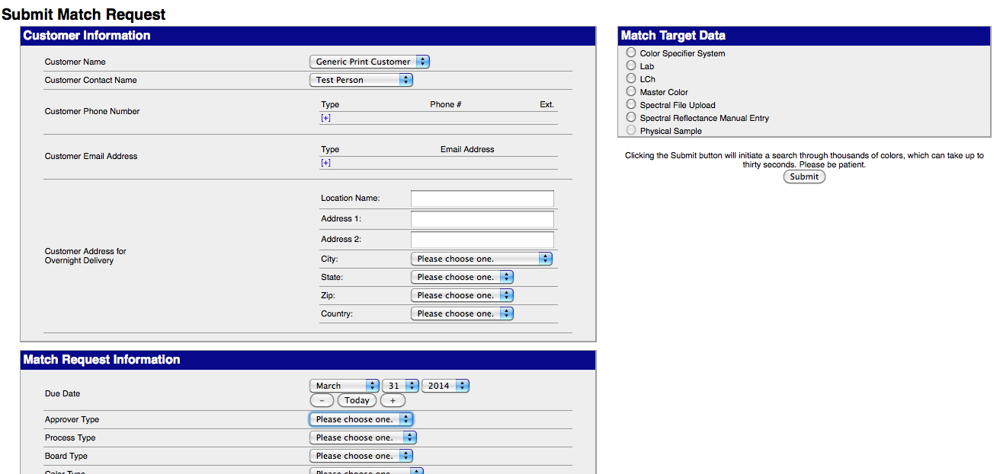 Submit Match Request
Customer Information
Customer Name Generic Print Customer
Customer Contact Name Test Person
Customer Phone Number
Type Phone # Ext.
[+]
Customer Email Address
Type Email Address
[+]
Customer Address for
Overnight Delivery
Location Name:
Address 1:
Address 2:
City: Please choose one.
State: Please choose one.
Zip: Please choose one.
Country: Please choose one.
Match Request Information
Due Date
March 31 2014
- Today +
Approver Type Please choose one.
Process Type Please choose one.
Board Type Please choose one.
Color Type Please choose one.
Match Target Data
Color Specifier System
Lab
LCh
Master Color
Spectral File Upload
Spectral Reflectance Manual Entry
Physical Sample
Clicking the Submit button will initiate a search through thousands of colors, which can take up to
thirty seconds. Please be patient.
Submit